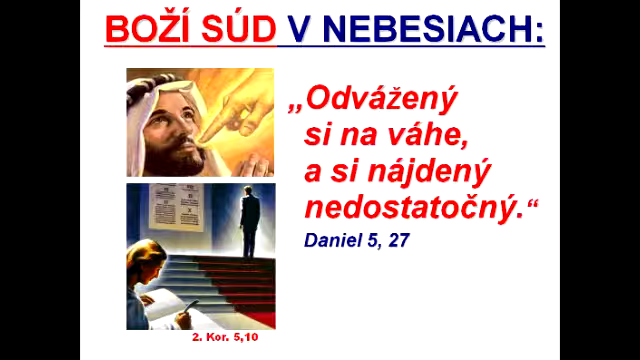 BOŽÍ SÚD V NEBESIACH:
„Odvážený
si na váhe,
a si nájdený
nedostatočný.“
Daniel 5, 27
2. Kor. 5,10